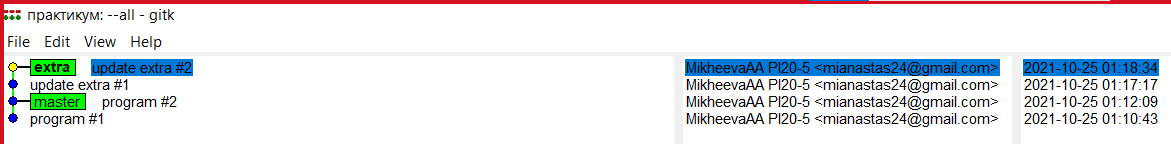 практикум: --all - gitk
File Edit View Help
extra update extra #2 MikheevaAA PI20-5 <mianastas24@gmail.com> 2021-10-25 01:18:34
update extra #1 MikheevaAA PI20-5 <mianastas24@gmail.com> 2021-10-25 01:17:17
master program #2 MikheevaAA PI20-5 <mianastas24@gmail.com> 2021-10-25 01:12:09
program #1 MikheevaAA PI20-5 <mianastas24@gmail.com> 2021-10-25 01:10:43